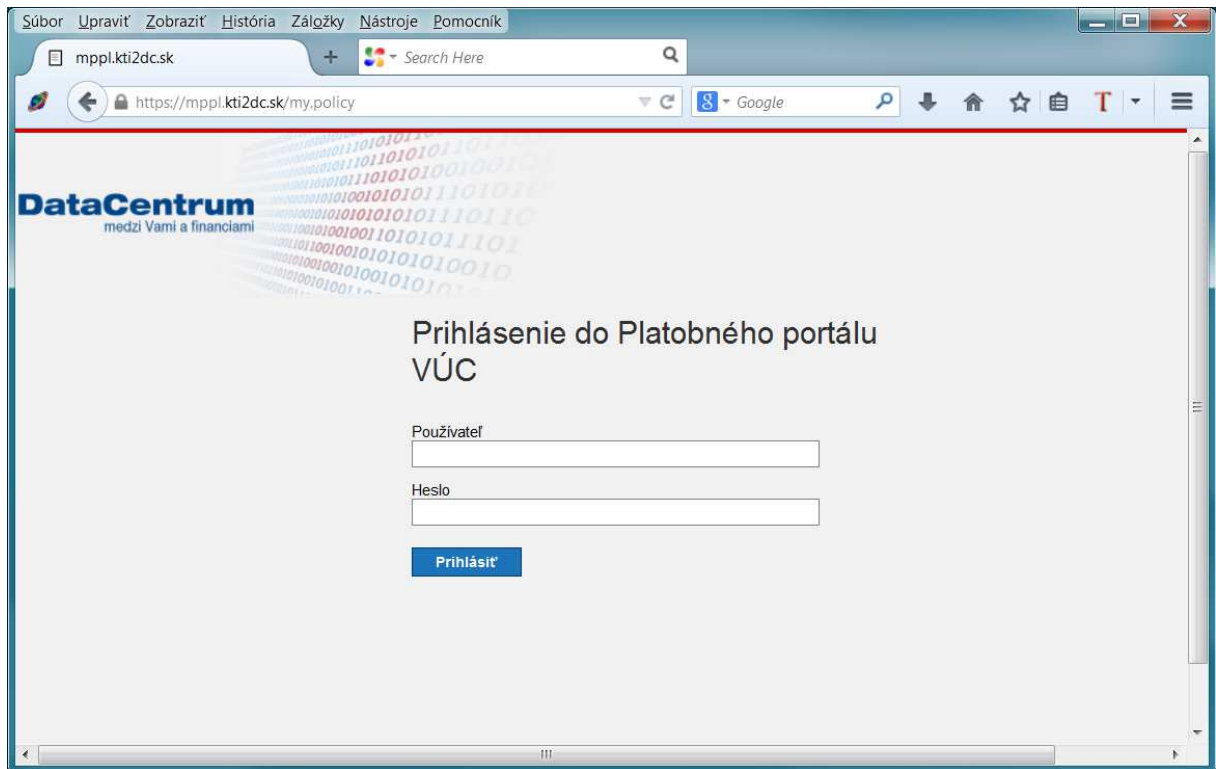 Súbor Upraviť Zobraziť História Záložky Nástroje Pomocník
mppl.kti2dc.sk
Search Here
https://mppl.kti2dc.sk/my.policy
Google
DataCentrum
medzi Vami a financiami
Prihlásenie do Platobného portálu
VÚC
Používateľ
Heslo
Prihlásiť